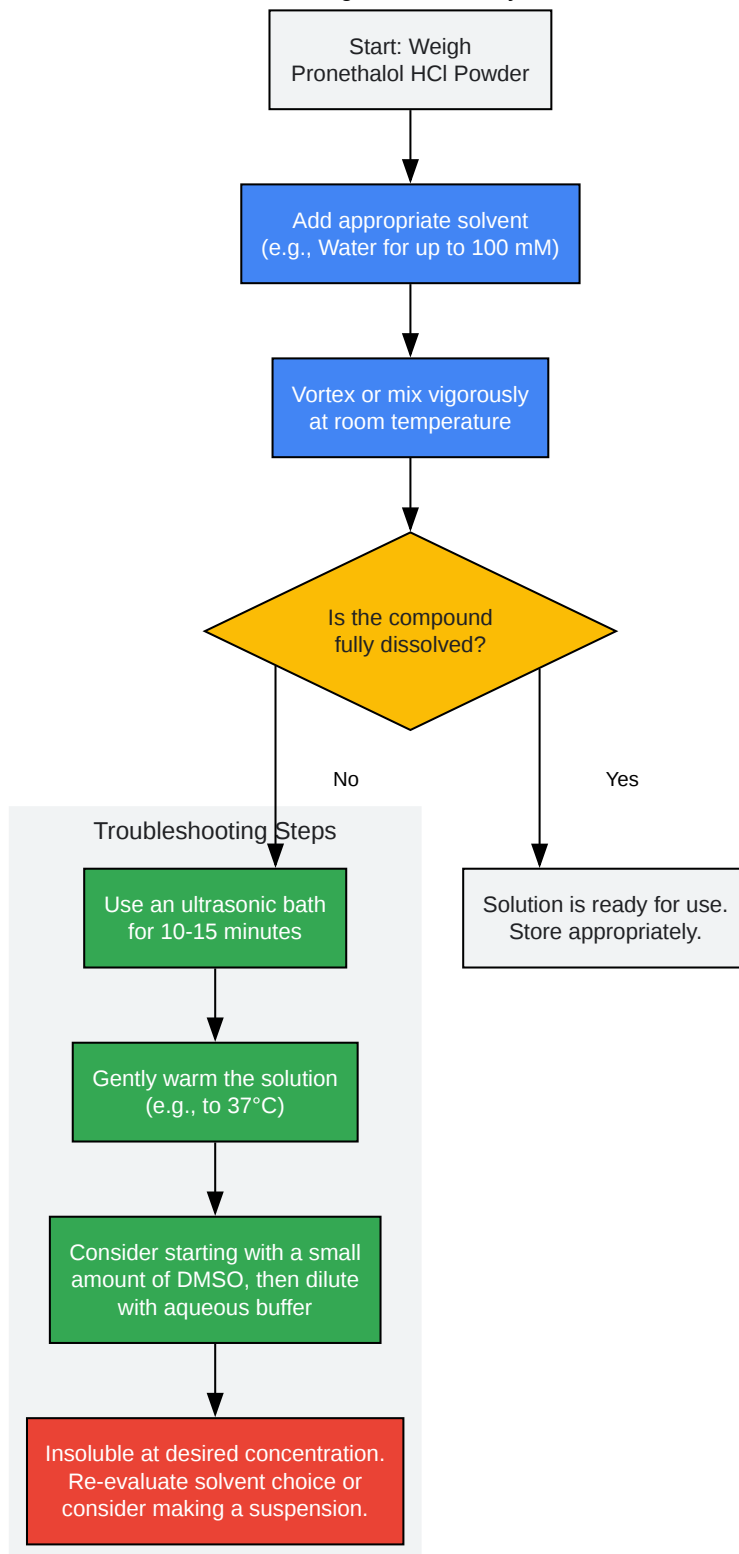 Start: Weigh
Pronethalol HCl Powder
Add appropriate solvent
(e.g., Water for up to 100 mM)
Vortex or mix vigorously
at room temperature
Is the compound
fully dissolved?
No
Yes
Troubleshooting Steps
Use an ultrasonic bath
for 10-15 minutes
Solution is ready for use.
Store appropriately.
Gently warm the solution
(e.g., to 37°C)
Consider starting with a small
amount of DMSO, then dilute
with aqueous buffer
Insoluble at desired concentration.
Re-evaluate solvent choice or
consider making a suspension.